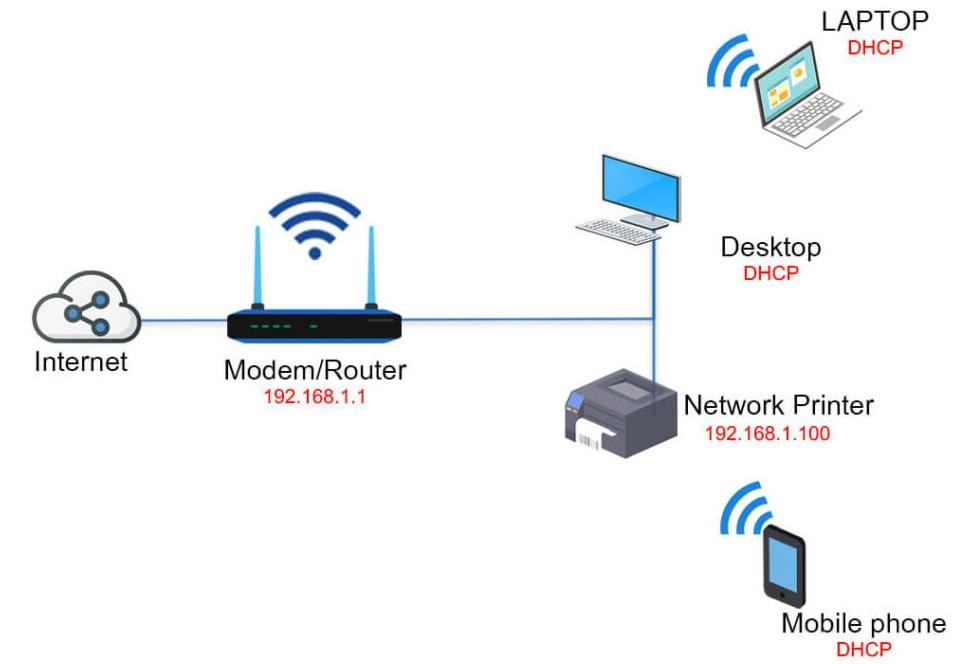 LAPTOP
DHCP
Desktop
DHCP
Internet
Modem/Router
192.168.1.1
Network Printer
192.168.1.100
Mobile phone
DHCP